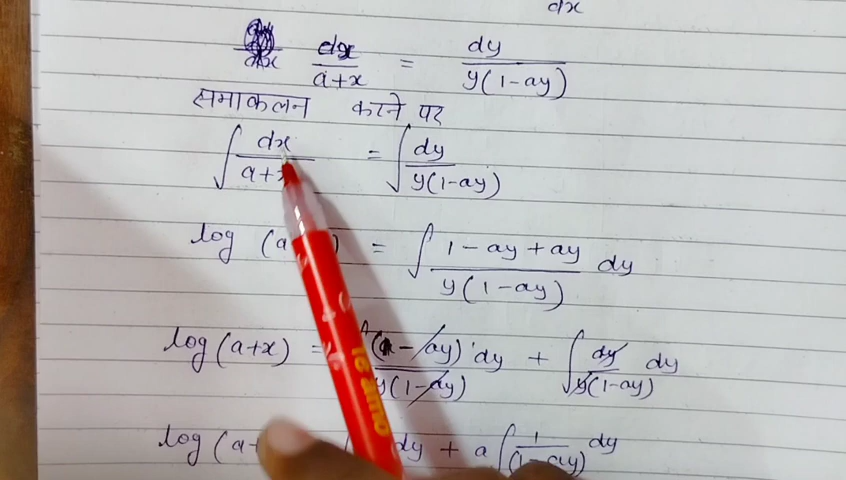 dx
dx/(a+x) = dy/(y(1-ay))
समाकलन करने पर
∫ dx/(a+x) = ∫ dy/(y(1-ay))
log (a = ∫ (1-ay+ay)/(y(1-ay)) dy
log(a+x) = (1-ay) dy/(y(1-ay)) + ∫ ay/(y(1-ay)) dy
log(a+ dy + a ∫ 1/(1-ay) dy